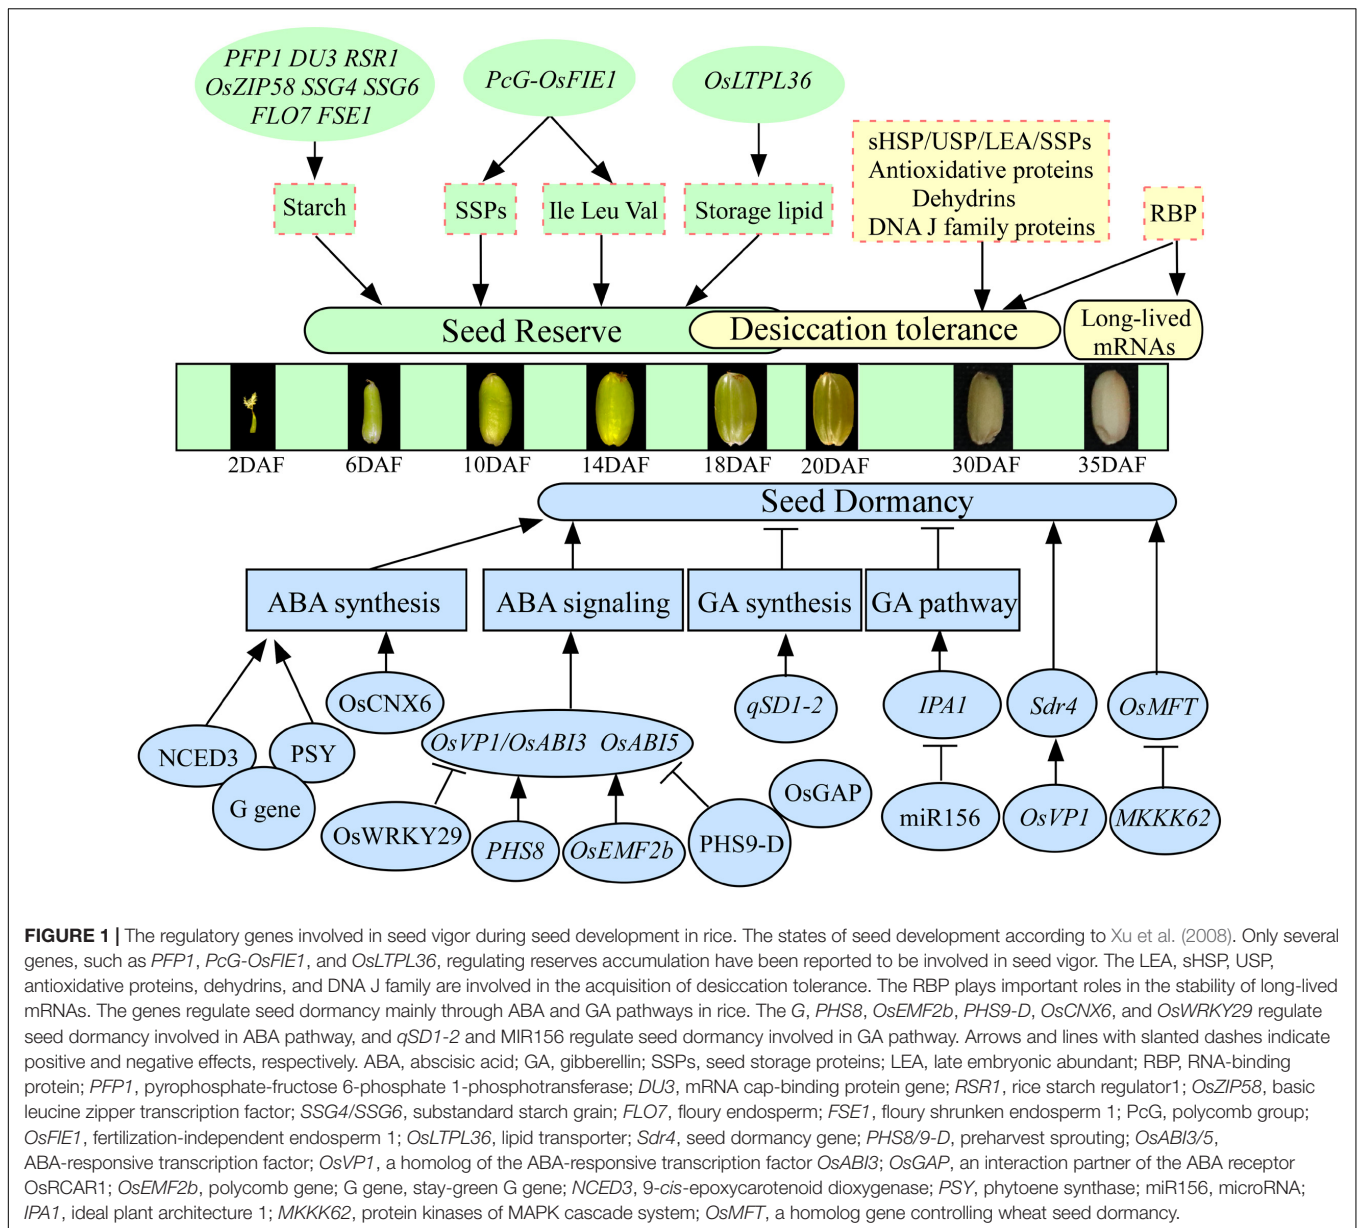 PFP1 DU3 RSR1
OsZIP58 SSG4 SSG6
FLO7 FSE1
PcG-OsFIE1
OsLTPL36
sHSP/USP/LEA/SSPs
Antioxidative proteins
Dehydrins
DNA J family proteins
RBP
Starch
SSPs
Ile Leu Val
Storage lipid
Seed Reserve
Desiccation tolerance
Long-lived
mRNAs
2DAF
6DAF
10DAF
14DAF
18DAF
20DAF
30DAF
35DAF
Seed Dormancy
ABA synthesis
ABA signaling
GA synthesis
GA pathway
OsCNX6
NCED3
PSY
G gene
OsVP1/OsABI3 OsABI5
qSD1-2
IPA1
Sdr4
OsMFT
OsWRKY29
PHS8
OsEMF2b
PHS9-D
OsGAP
miR156
OsVP1
MKKK62
FIGURE 1 | The regulatory genes involved in seed vigor during seed development in rice. The states of seed development according to Xu et al. (2008). Only several
genes, such as PFP1, PcG-OsFIE1, and OsLTPL36, regulating reserves accumulation have been reported to be involved in seed vigor. The LEA, sHSP, USP,
antioxidative proteins, dehydrins, and DNA J family are involved in the acquisition of desiccation tolerance. The RBP plays important roles in the stability of long-lived
mRNAs. The genes regulate seed dormancy mainly through ABA and GA pathways in rice. The G, PHS8, OsEMF2b, PHS9-D, OsCNX6, and OsWRKY29 regulate
seed dormancy involved in ABA pathway, and qSD1-2 and MIR156 regulate seed dormancy involved in GA pathway. Arrows and lines with slanted dashes indicate
positive and negative effects, respectively. ABA, abscisic acid; GA, gibberellin; SSPs, seed storage proteins; LEA, late embryonic abundant; RBP, RNA-binding
protein; PFP1, pyrophosphate-fructose 6-phosphate 1-phosphotransferase; DU3, mRNA cap-binding protein gene; RSR1, rice starch regulator1; OsZIP58, basic
leucine zipper transcription factor; SSG4/SSG6, substandard starch grain; FLO7, floury endosperm; FSE1, floury shrunken endosperm 1; PcG, polycomb group;
OsFIE1, fertilization-independent endosperm 1; OsLTPL36, lipid transporter; Sdr4, seed dormancy gene; PHS8/9-D, preharvest sprouting; OsABI3/5,
ABA-responsive transcription factor; OsVP1, a homolog of the ABA-responsive transcription factor OsABI3; OsGAP, an interaction partner of the ABA receptor
OsRCAR1; OsEMF2b, polycomb gene; G gene, stay-green G gene; NCED3, 9-cis-epoxycarotenoid dioxygenase; PSY, phytoene synthase; miR156, microRNA;
IPA1, ideal plant architecture 1; MKKK62, protein kinases of MAPK cascade system; OsMFT, a homolog gene controlling wheat seed dormancy.